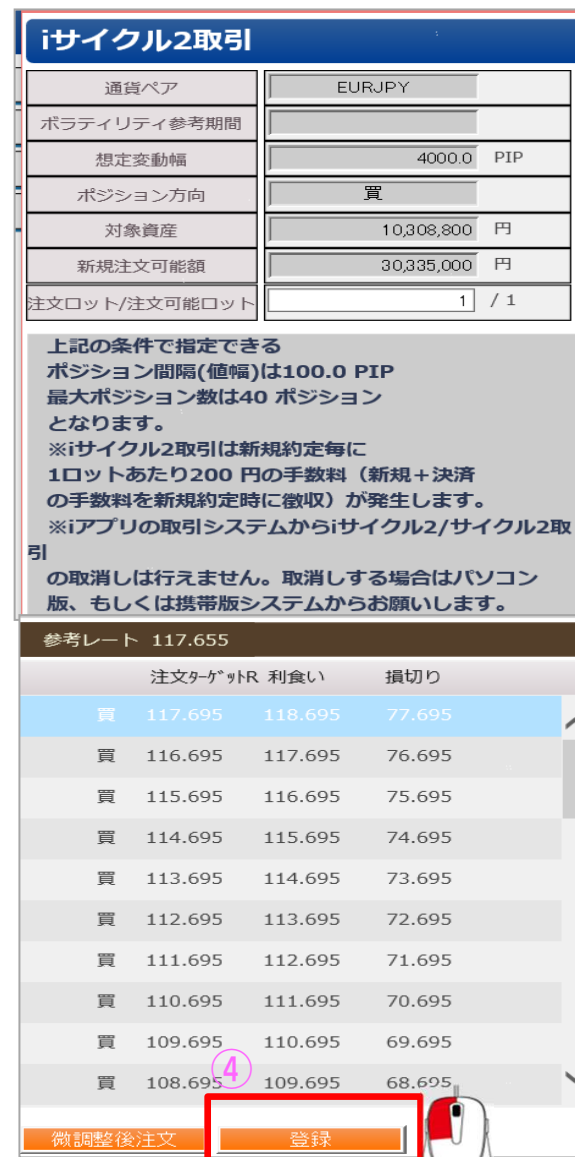 iサイクル2取引
通貨ペア EURJPY
ボラティリティ参考期間
想定変動幅 4000.0 PIP
ポジション方向 買
対象資産 10,308,800 円
新規注文可能額 30,335,000 円
注文ロット/注文可能ロット 1 / 1
上記の条件で指定できる
ポジション間隔(値幅)は100.0 PIP
最大ポジション数は40 ポジション
となります。
※iサイクル2取引は新規約定毎に
1ロットあたり200 円の手数料（新規+決済
の手数料を新規約定時に徴収）が発生します。
※iアプリの取引システムからiサイクル2/サイクル2取
引
の取消しは行えません。取消しする場合はパソコン
版、もしくは携帯版システムからお願いします。
参考レート 117.655
注文ﾀｰｹﾞｯﾄR 利食い 損切り
買 117.695 118.695 77.695
買 116.695 117.695 76.695
買 115.695 116.695 75.695
買 114.695 115.695 74.695
買 113.695 114.695 73.695
買 112.695 113.695 72.695
買 111.695 112.695 71.695
買 110.695 111.695 70.695
買 109.695 110.695 69.695
買 108.695 109.695 68.695
④
微調整後注文 登録